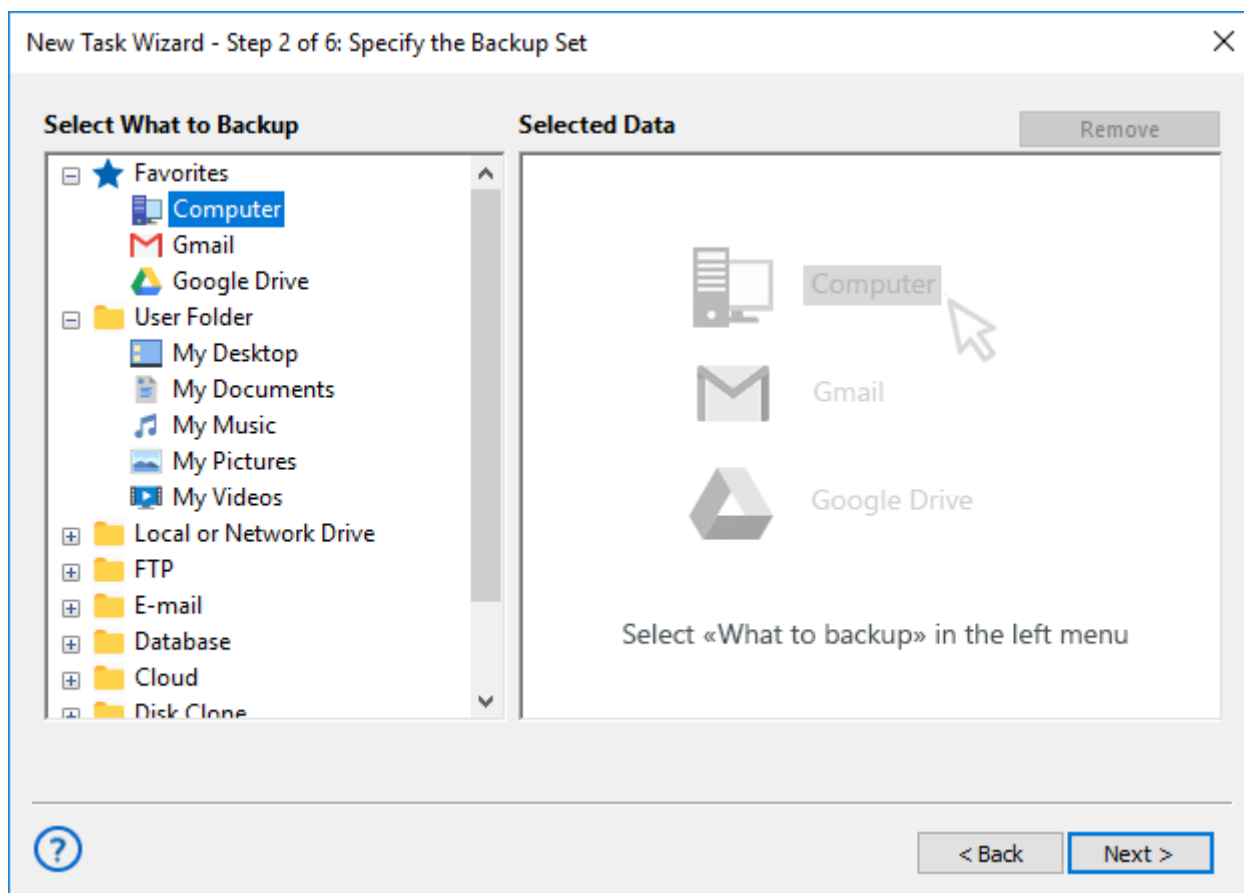 New Task Wizard - Step 2 of 6: Specify the Backup Set
Select What to Backup
Favorites
Computer
Gmail
Google Drive
User Folder
My Desktop
My Documents
My Music
My Pictures
My Videos
Local or Network Drive
FTP
E-mail
Database
Cloud
Disk Clone
Selected Data
Remove
Computer
Gmail
Google Drive
Select «What to backup» in the left menu
?
< Back
Next >